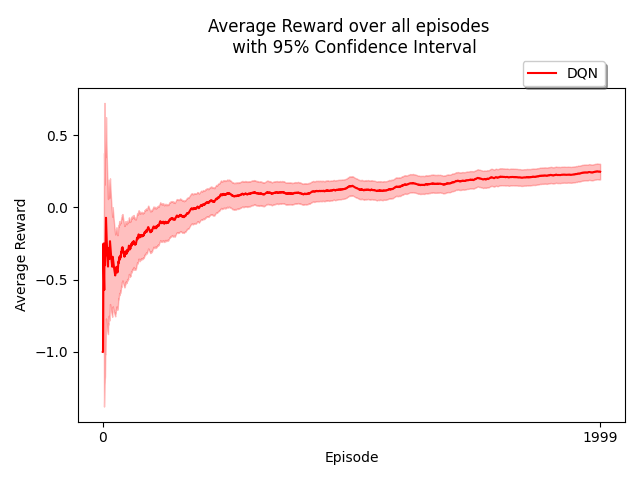 Average Reward over all episodes
with 95% Confidence Interval
DQN
0.5
0.0
−0.5
−1.0
Average Reward
0
1999
Episode